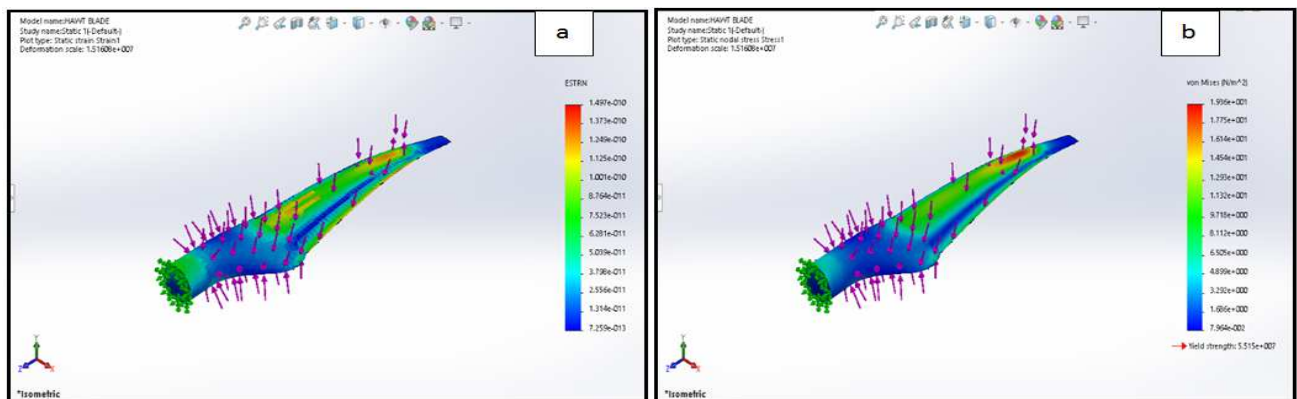 Model name:HAWT BLADE
Study name:Static 1(-Default-)
Plot type: Static strain Strain1
Deformation scale: 1.51608e+007
a
ESTRN
1.497e-010
1.373e-010
1.249e-010
1.125e-010
1.001e-010
8.764e-011
7.523e-011
6.281e-011
5.039e-011
3.798e-011
2.556e-011
1.314e-011
7.259e-013
Y
Z
X
*Isometric
Model name:HAWT BLADE
Study name:Static 1(-Default-)
Plot type: Static nodal stress Stress1
Deformation scale: 1.51608e+007
b
von Mises (N/m^2)
1.936e+001
1.775e+001
1.614e+001
1.454e+001
1.293e+001
1.132e+001
9.718e+000
8.112e+000
6.505e+000
4.899e+000
3.292e+000
1.686e+000
7.964e-002
Yield strength: 5.515e+007
Y
Z
X
*Isometric